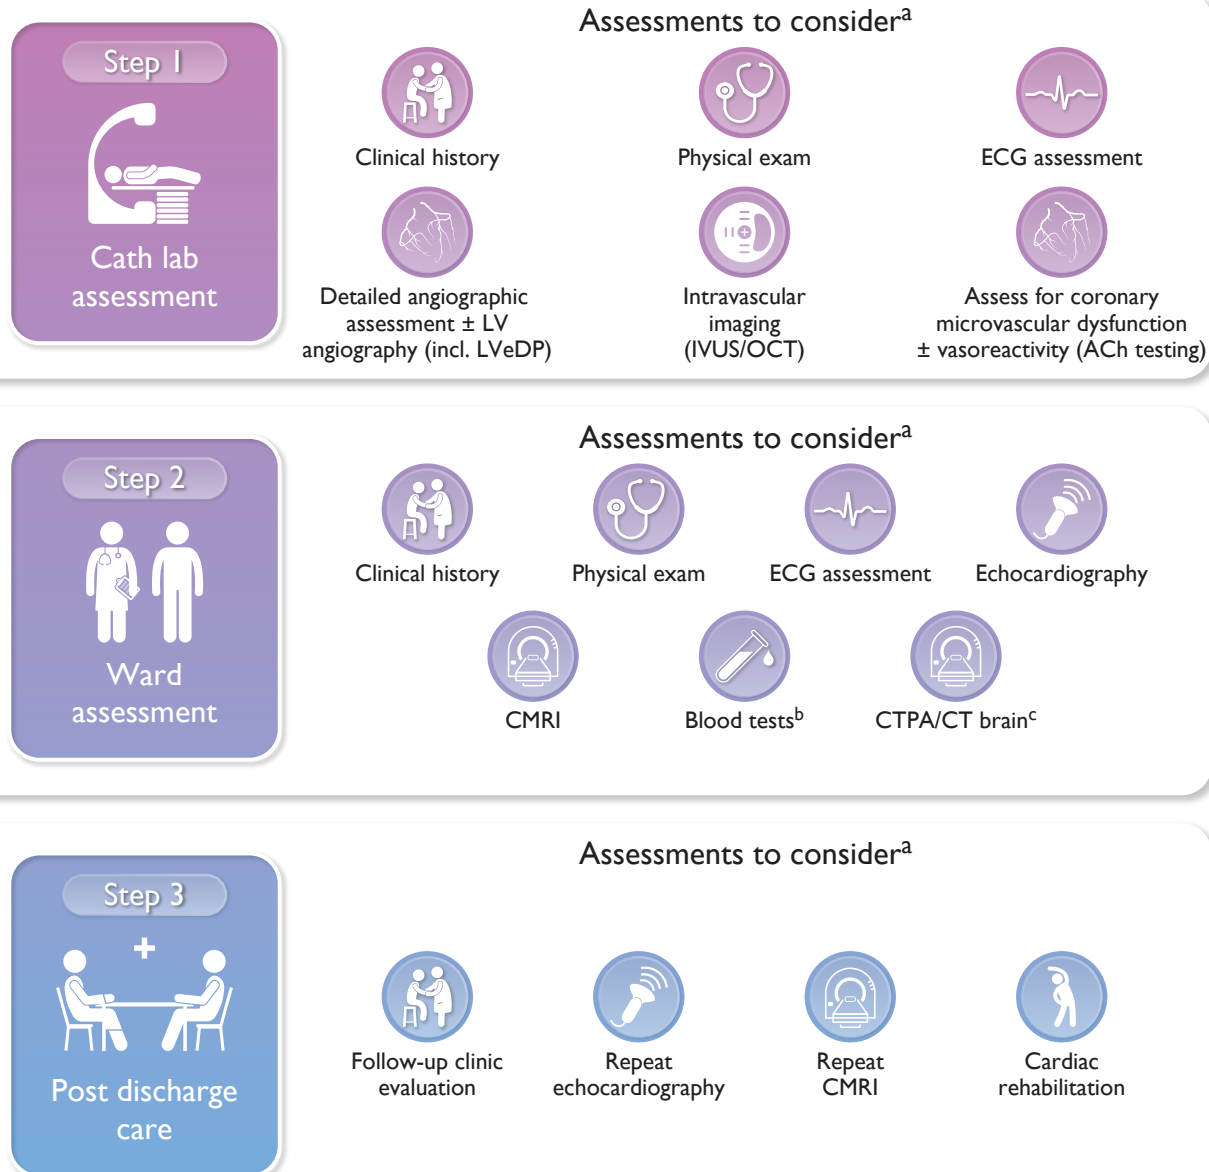 Assessments to considerᵃ
Step 1
Cath lab
assessment
Clinical history
Physical exam
ECG assessment
Detailed angiographic
assessment ± LV
angiography (incl. LVeDP)
Intravascular
imaging
(IVUS/OCT)
Assess for coronary
microvascular dysfunction
± vasoreactivity (ACh testing)
Assessments to considerᵃ
Step 2
Ward
assessment
Clinical history
Physical exam
ECG assessment
Echocardiography
CMRI
Blood testsᵇ
CTPA/CT brainᶜ
Assessments to considerᵃ
Step 3
Post discharge
care
Follow-up clinic
evaluation
Repeat
echocardiography
Repeat
CMRI
Cardiac
rehabilitation